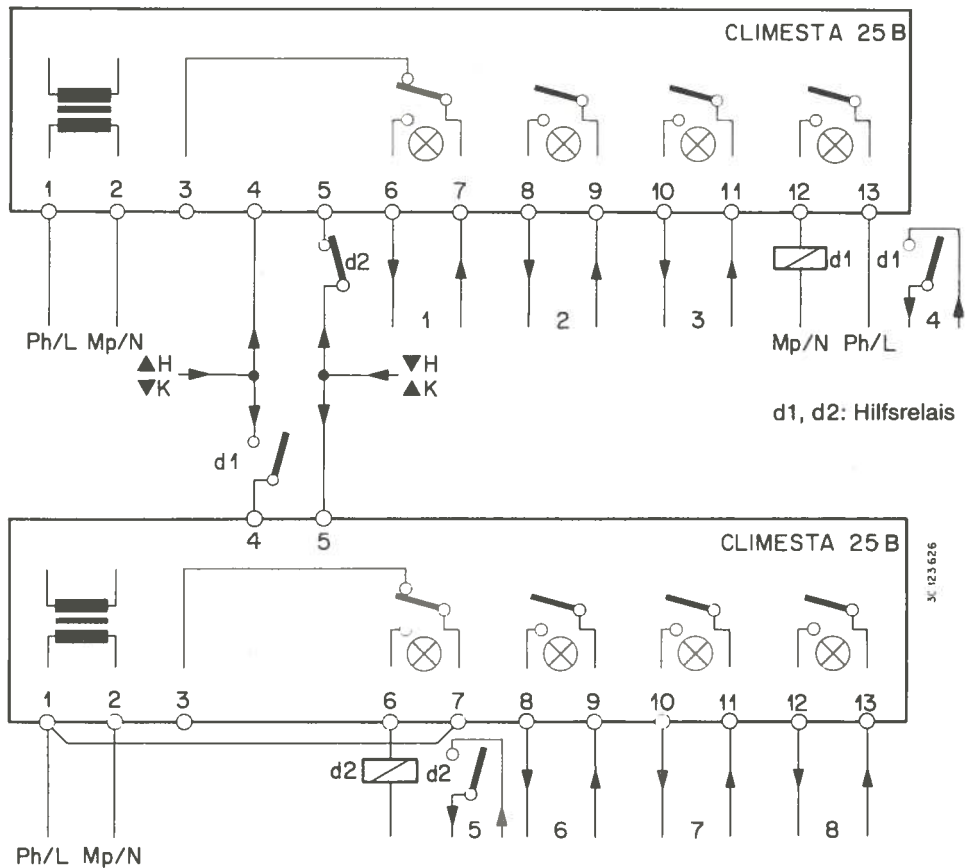 CLIMESTA 25 B
1 2 3 4 5 6 7 8 9 10 11 12 13
d2
d1
d1
1 2 3 4
Ph/L Mp/N
Mp/N Ph/L
▲H
▼K
▼H
▲K
d1, d2: Hilfsrelais
d1
4 5
CLIMESTA 25 B
1 2 3 6 7 8 9 10 11 12 13
d2
d2
5 6 7 8
Ph/L Mp/N